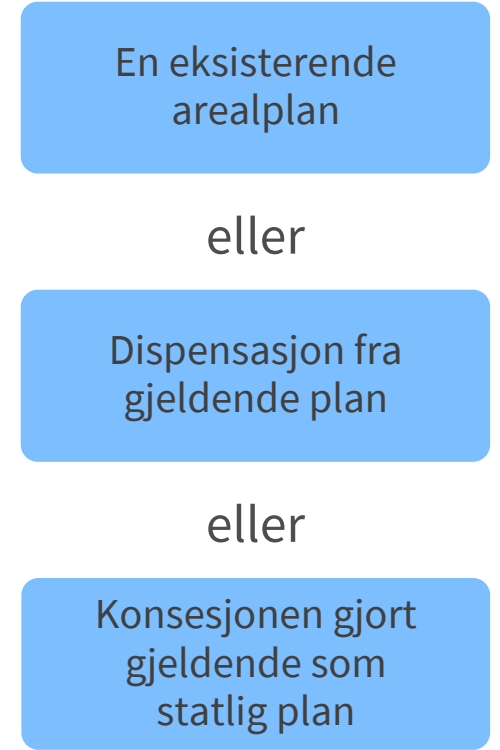 En eksisterende
arealplan
eller
Dispensasjon fra
gjeldende plan
eller
Konsesjonen gjort
gjeldende som
statlig plan